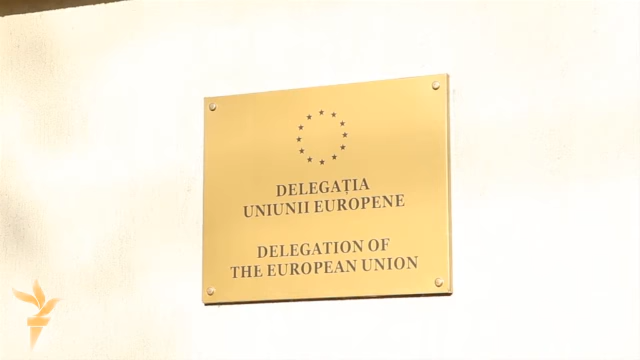 DELEGAȚIA
UNIUNII EUROPENE
DELEGATION OF
THE EUROPEAN UNION